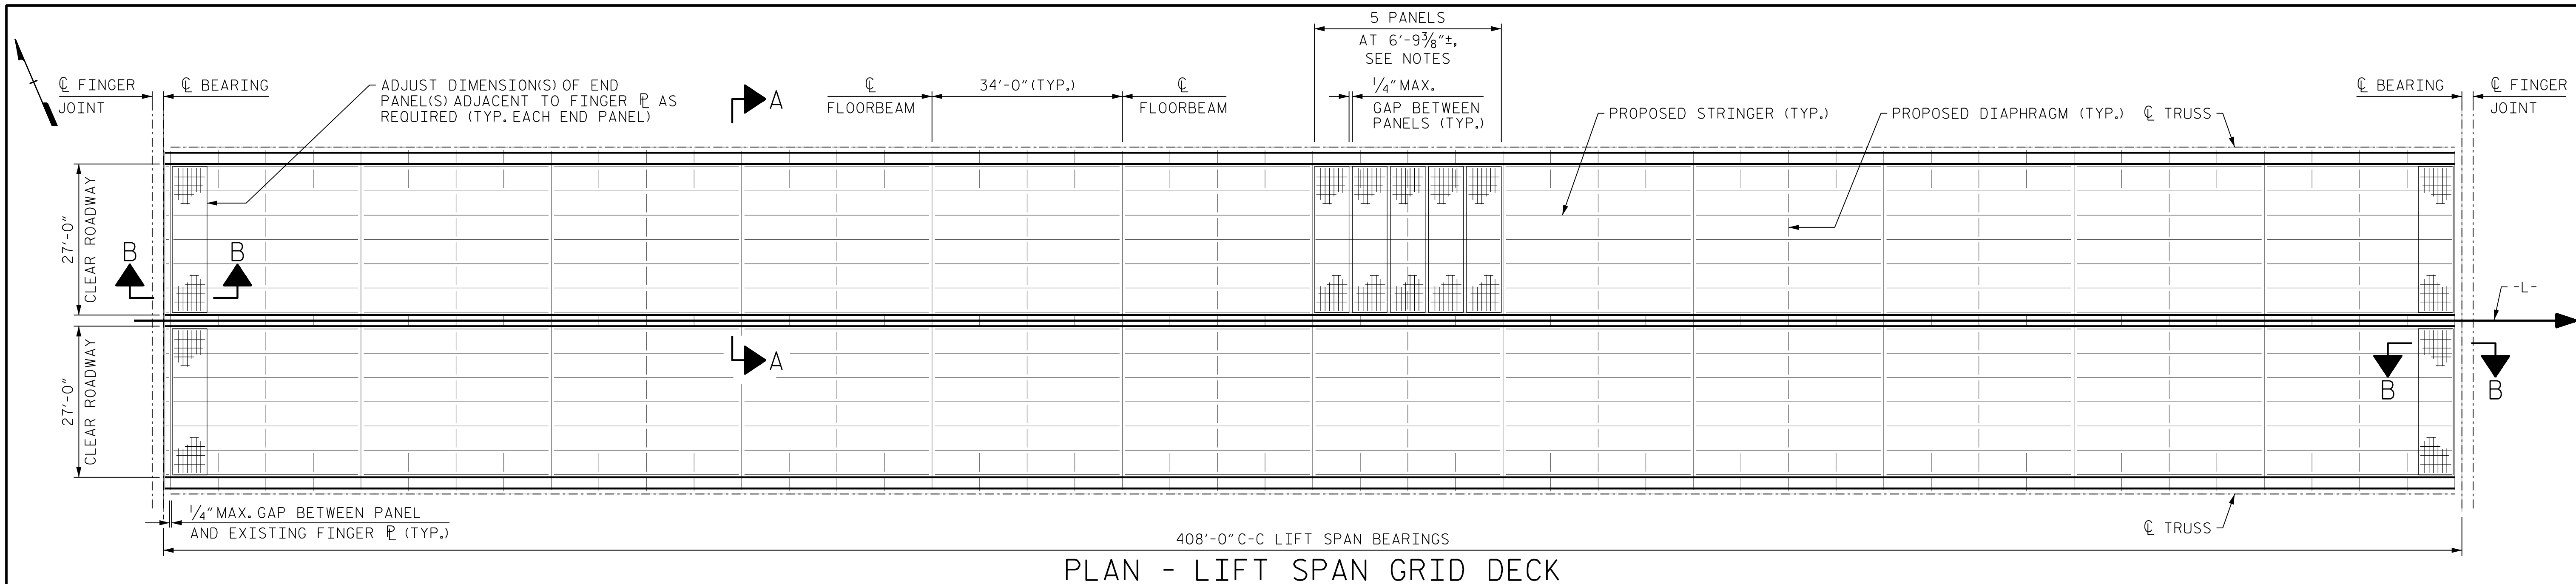 5 PANELS
AT 6'-9⅜"±,
SEE NOTES
℄ FINGER
JOINT
℄ BEARING
ADJUST DIMENSION(S) OF END
PANEL(S) ADJACENT TO FINGER ⅊ AS
REQUIRED (TYP. EACH END PANEL)
A
℄
FLOORBEAM
34'-0" (TYP.)
℄
FLOORBEAM
¼" MAX.
GAP BETWEEN
PANELS (TYP.)
PROPOSED STRINGER (TYP.)
PROPOSED DIAPHRAGM (TYP.)
℄ TRUSS
℄ BEARING
℄ FINGER
JOINT
27'-0"
CLEAR ROADWAY
B
B
-L-
27'-0"
CLEAR ROADWAY
A
B
B
¼" MAX. GAP BETWEEN PANEL
AND EXISTING FINGER ⅊ (TYP.)
℄ TRUSS
408'-0" C-C LIFT SPAN BEARINGS
PLAN - LIFT SPAN GRID DECK